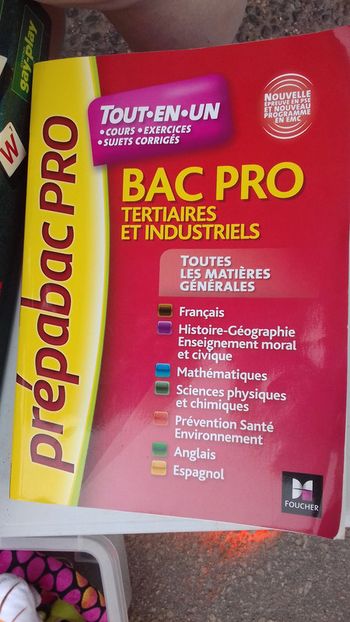 gay-play
W
prépabac PRO
TOUT•EN•UN
• COURS • EXERCICES
• SUJETS CORRIGÉS
NOUVELLE
ÉPREUVE EN PSE
ET NOUVEAU
PROGRAMME
EN EMC
BAC PRO
TERTIAIRES
ET INDUSTRIELS
TOUTES
LES MATIÈRES
GÉNÉRALES
Français
Histoire-Géographie
Enseignement moral
et civique
Mathématiques
Sciences physiques
et chimiques
Prévention Santé
Environnement
Anglais
Espagnol
FOUCHER